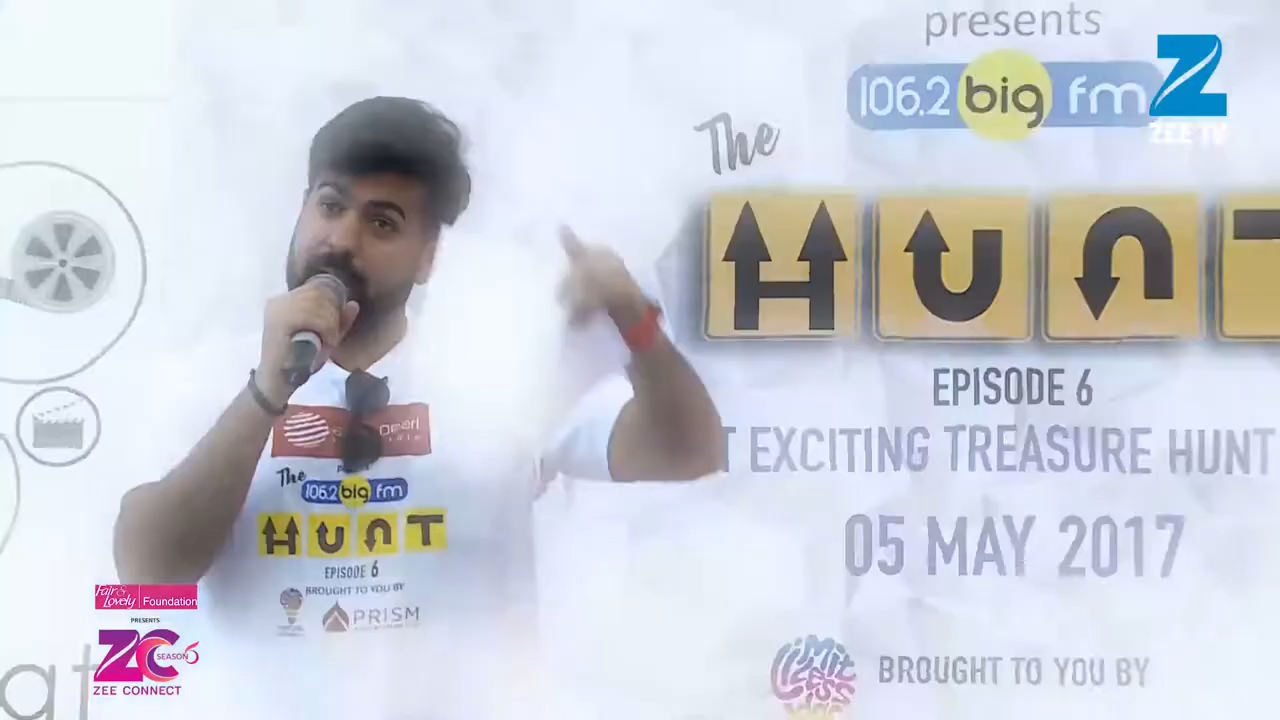 presents
106.2 big fm
ZEE TV
The
HUNT
EPISODE 6
T EXCITING TREASURE HUNT
05 MAY 2017
LIMITLESS
BROUGHT TO YOU BY
The
106.2 big fm
HUNT
EPISODE 6
BROUGHT TO YOU BY
PRISM
Fair & Lovely Foundation
PRESENTS
ZC SEASON 6
ZEE CONNECT